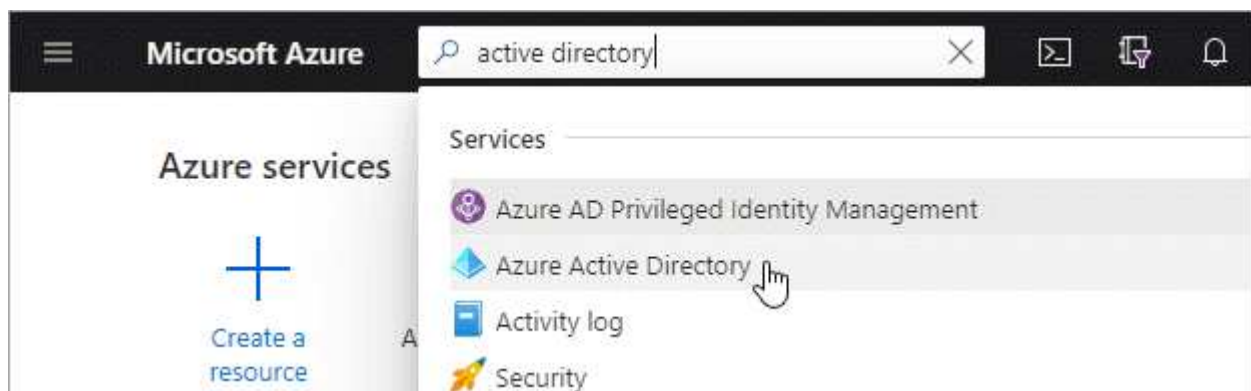 Microsoft Azure
active directory
Services
Azure services
Azure AD Privileged Identity Management
Azure Active Directory
Activity log
Create a
resource
A
Security